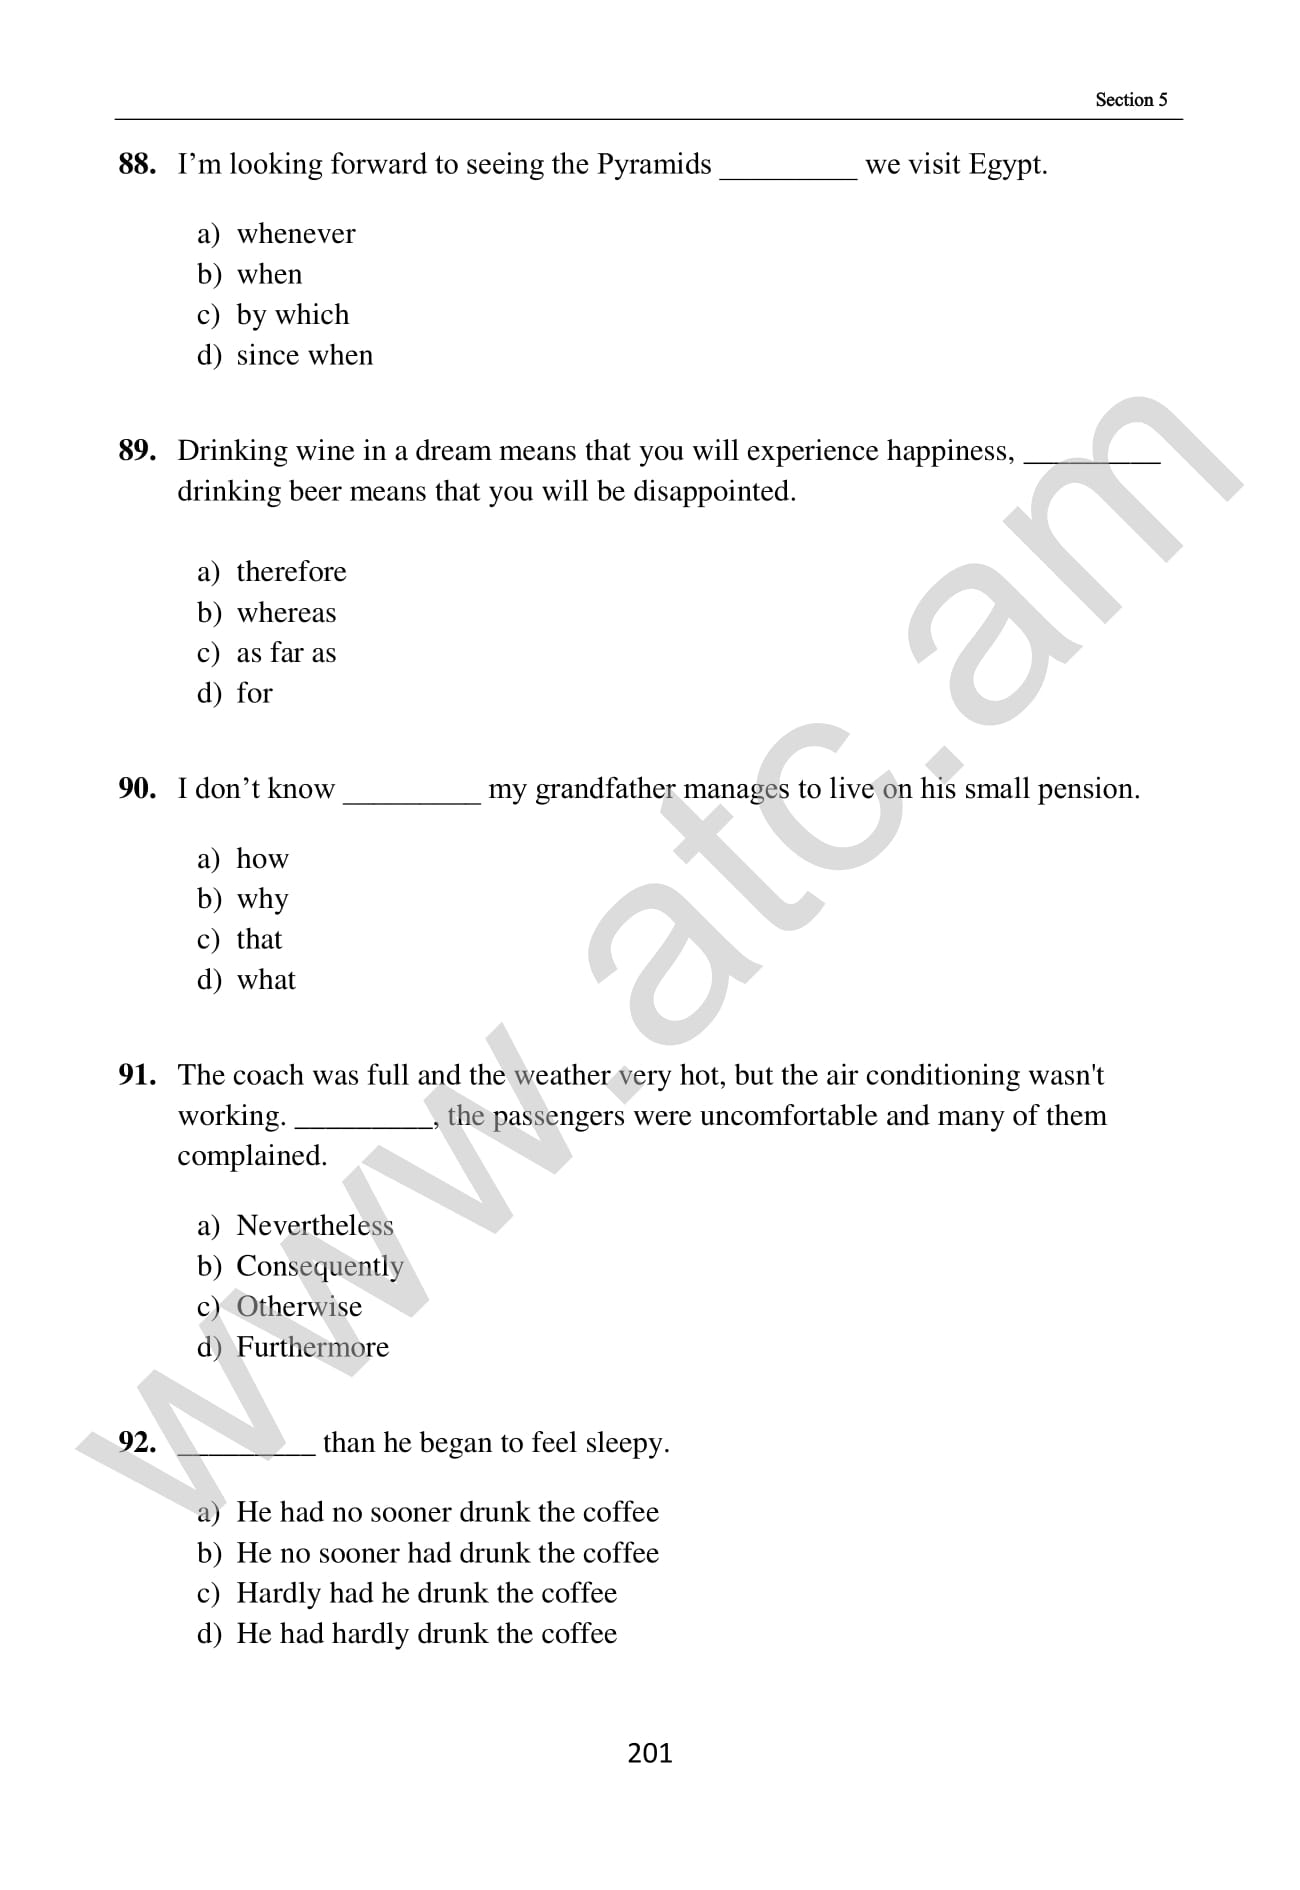 Section 5
88. I’m looking forward to seeing the Pyramids _________ we visit Egypt.
a) whenever
b) when
c) by which
d) since when
89. Drinking wine in a dream means that you will experience happiness, _________
drinking beer means that you will be disappointed.
a) therefore
b) whereas
c) as far as
d) for
90. I don’t know _________ my grandfather manages to live on his small pension.
a) how
b) why
c) that
d) what
91. The coach was full and the weather very hot, but the air conditioning wasn't
working. _________, the passengers were uncomfortable and many of them
complained.
a) Nevertheless
b) Consequently
c) Otherwise
d) Furthermore
92. _________ than he began to feel sleepy.
a) He had no sooner drunk the coffee
b) He no sooner had drunk the coffee
c) Hardly had he drunk the coffee
d) He had hardly drunk the coffee
201
www.atc.am